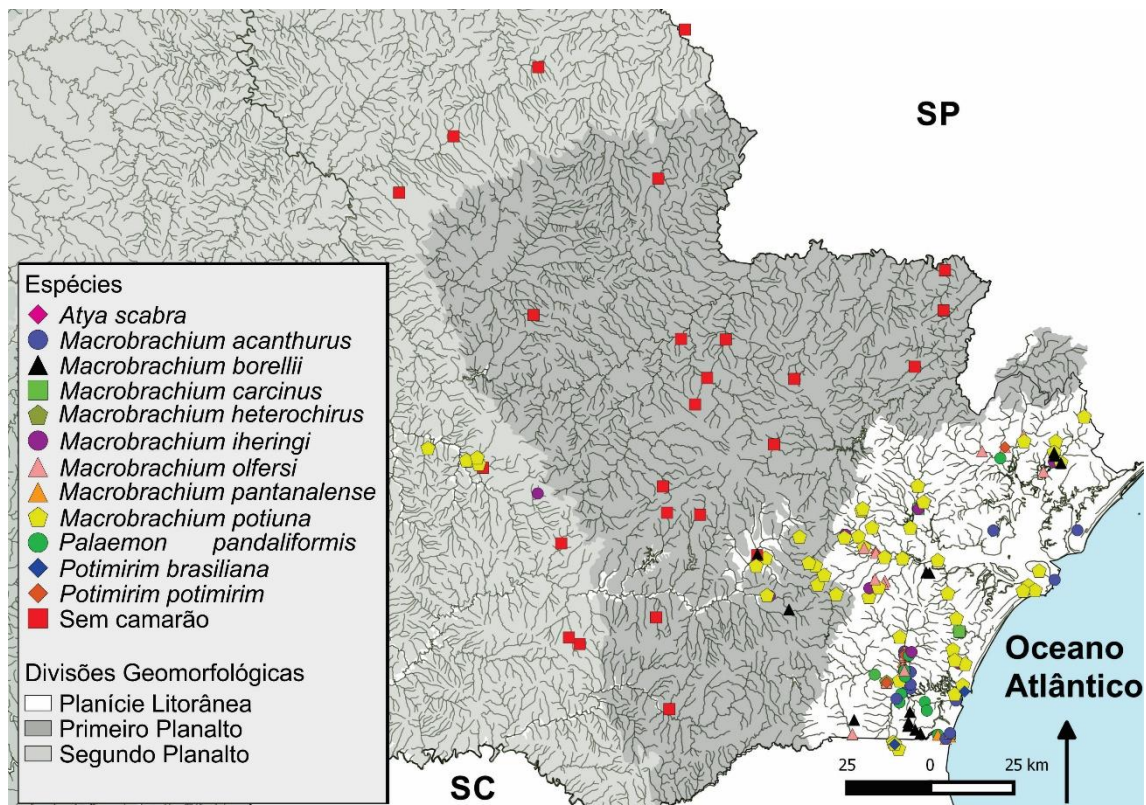 SP
Espécies
Atya scabra
Macrobrachium acanthurus
Macrobrachium borellii
Macrobrachium carcinus
Macrobrachium heterochirus
Macrobrachium iheringi
Macrobrachium olfersi
Macrobrachium pantanalense
Macrobrachium potiuna
Palaemon pandaliformis
Potimirim brasiliana
Potimirim potimirim
Sem camarão
Divisões Geomorfológicas
Planície Litorânea
Primeiro Planalto
Segundo Planalto
Oceano
Atlântico
SC
25 0 25 km